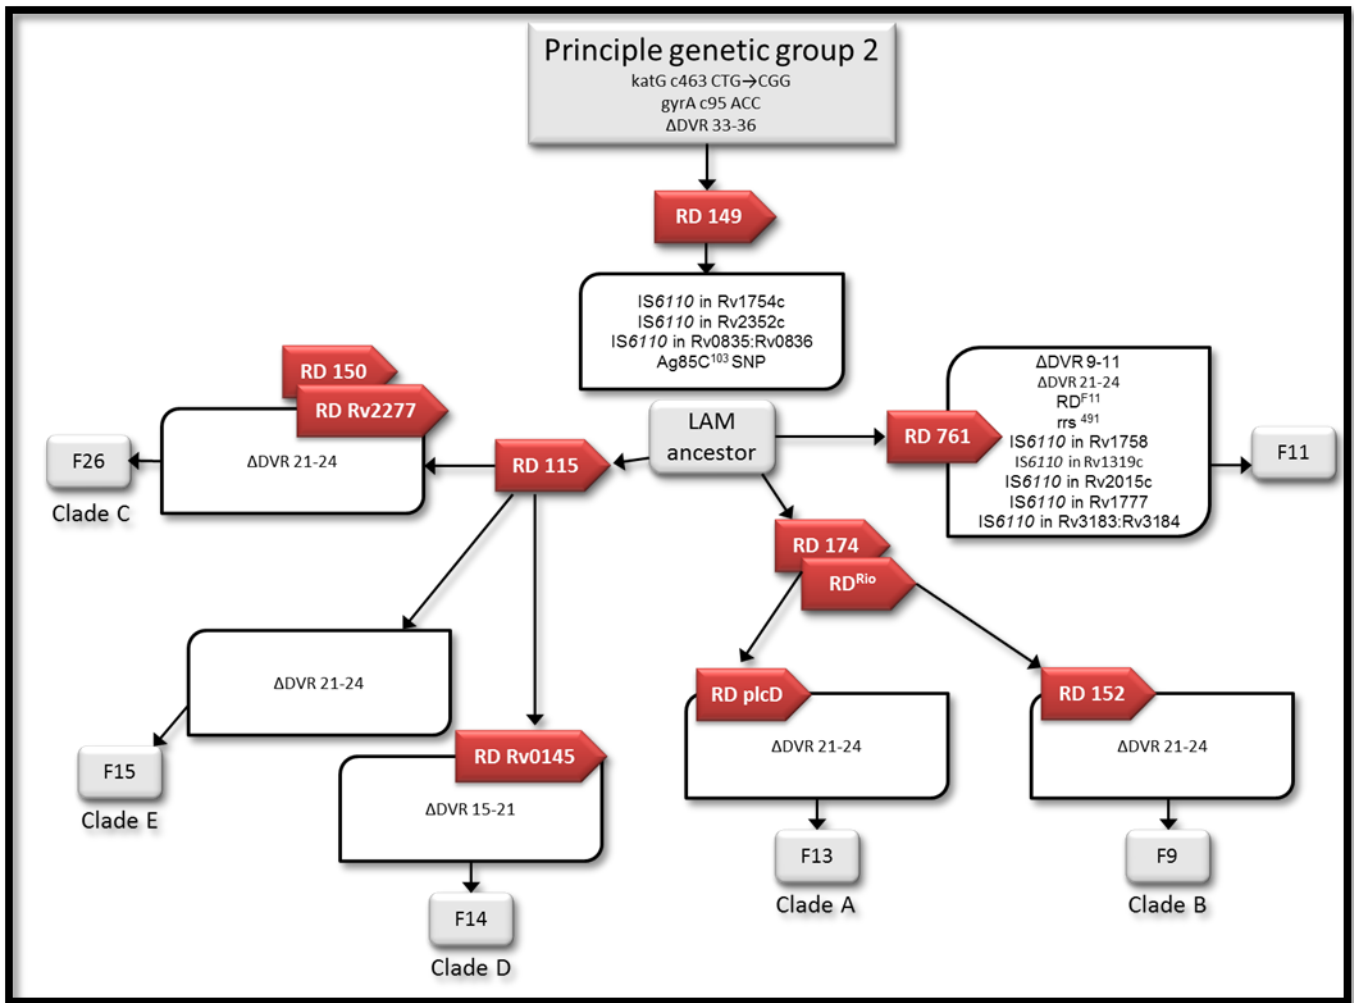 Principle genetic group 2
katG c463 CTG→CGG
gyrA c95 ACC
ΔDVR 33-36
RD 149
IS6110 in Rv1754c
IS6110 in Rv2352c
IS6110 in Rv0835:Rv0836
Ag85C¹⁰³ SNP
LAM
ancestor
RD 761
ΔDVR 9-11
ΔDVR 21-24
RDᶠ¹¹
rrs ⁴⁹¹
IS6110 in Rv1758
IS6110 in Rv1319c
IS6110 in Rv2015c
IS6110 in Rv1777
IS6110 in Rv3183:Rv3184
F11
RD 115
RD 150
RD Rv2277
ΔDVR 21-24
F26
Clade C
ΔDVR 21-24
F15
Clade E
RD Rv0145
ΔDVR 15-21
F14
Clade D
RD 174
RDᴿⁱᵒ
RD plcD
ΔDVR 21-24
F13
Clade A
RD 152
ΔDVR 21-24
F9
Clade B